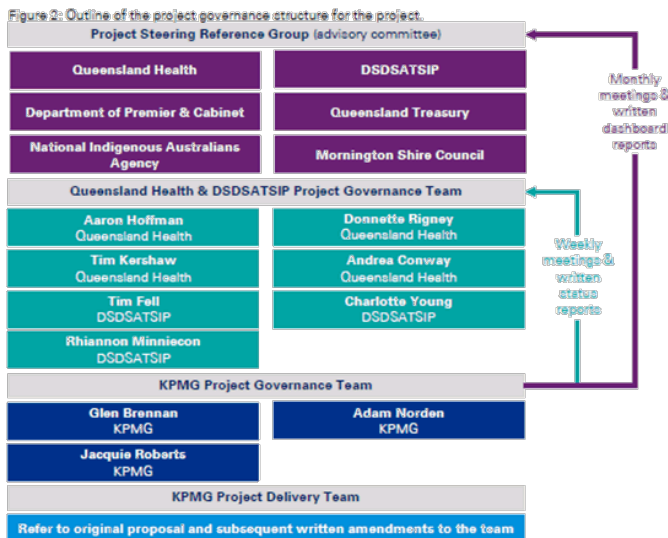 Figure 2: Outline of the project governance structure for the project.
Project Steering Reference Group (advisory committee)
Queensland Health
DSDSATSIP
Department of Premier & Cabinet
Queensland Treasury
National Indigenous Australians
Agency
Mornington Shire Council
Monthly
meetings &
written
dashboard
reports
Queensland Health & DSDSATSIP Project Governance Team
Aaron Hoffman
Queensland Health
Donnette Rigney
Queensland Health
Tim Kershaw
Queensland Health
Andrea Conway
Queensland Health
Tim Fell
DSDSATSIP
Charlotte Young
DSDSATSIP
Rhiannon Minniecon
DSDSATSIP
Weekly
meetings &
written
status
reports
KPMG Project Governance Team
Glen Brennan
KPMG
Adam Norden
KPMG
Jacquie Roberts
KPMG
KPMG Project Delivery Team
Refer to original proposal and subsequent written amendments to the team